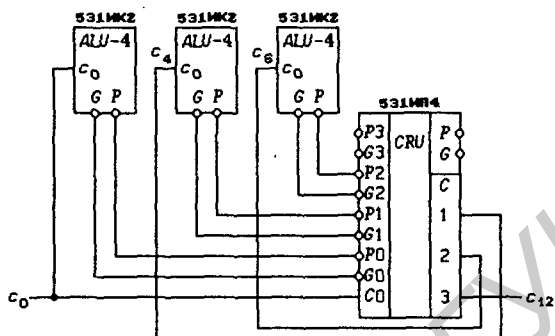 531ИК2 531ИК2 531ИК2
ALU-4 ALU-4 ALU-4
c₀ c₄ c₀ c₆ c₀
G P G P G P
531ИП4
P3 CRU P
G3 G
P2 C
G2
P1 1
G1
P0 2
G0
c₀ C0 3 c₁₂